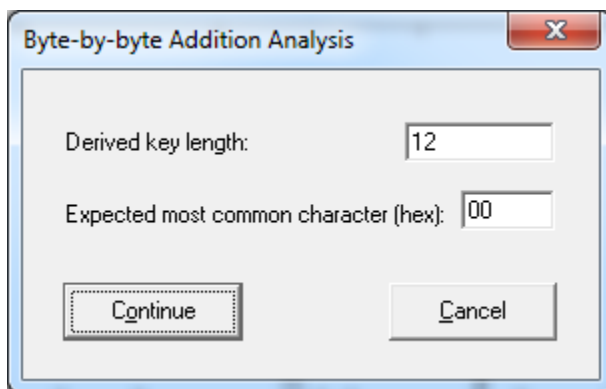 Byte-by-byte Addition Analysis
Derived key length: 12
Expected most common character (hex): 00
Continue Cancel